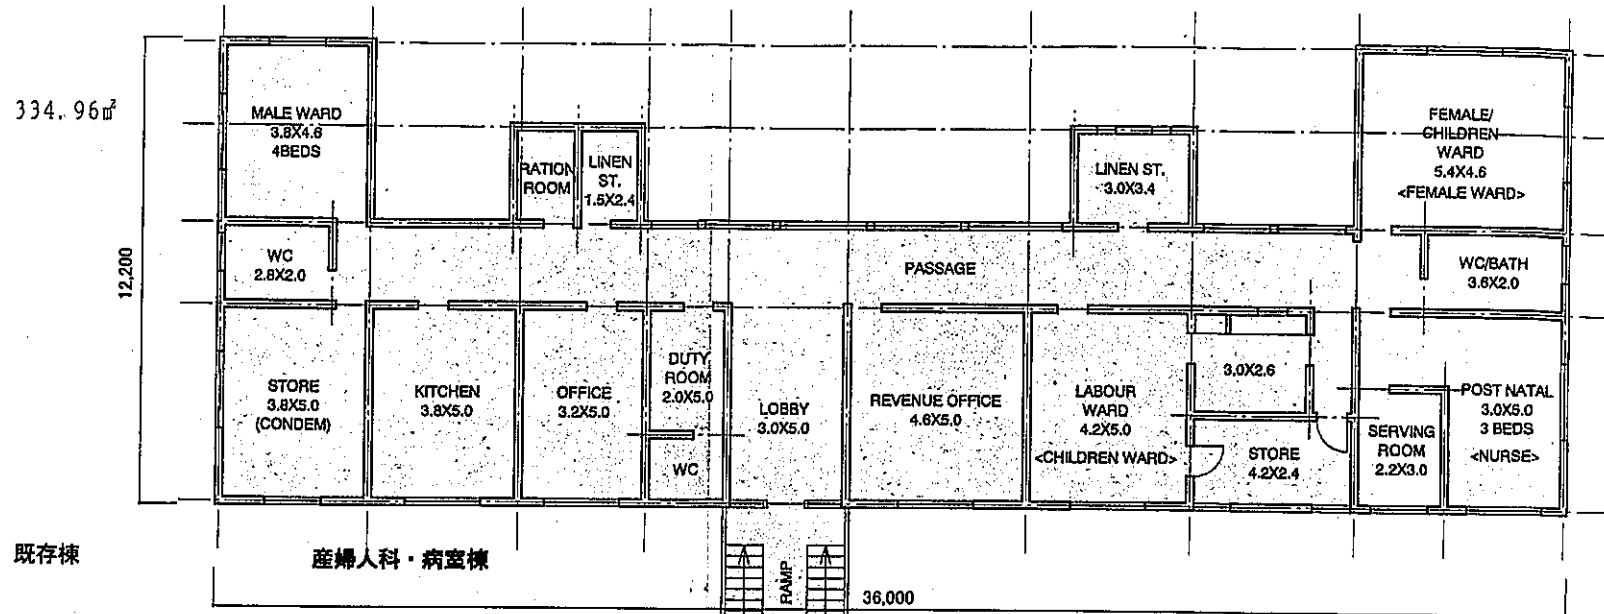 334.96㎡
12,200
MALE WARD
3.8X4.6
4BEDS
RATION
ROOM
LINEN
ST.
1.5X2.4
LINEN ST.
3.0X3.4
FEMALE/
CHILDREN
WARD
5.4X4.6
<FEMALE WARD>
WC
2.8X2.0
PASSAGE
WC/BATH
3.6X2.0
STORE
3.8X5.0
(CONDEM)
KITCHEN
3.8X5.0
OFFICE
3.2X5.0
DUTY
ROOM
2.0X5.0
WC
LOBBY
3.0X5.0
REVENUE OFFICE
4.6X5.0
LABOUR
WARD
4.2X5.0
<CHILDREN WARD>
3.0X2.6
STORE
4.2X2.4
SERVING
ROOM
2.2X3.0
POST NATAL
3.0X5.0
3 BEDS
<NURSE>
RAMP
36,000
既存棟
産婦人科・病室棟